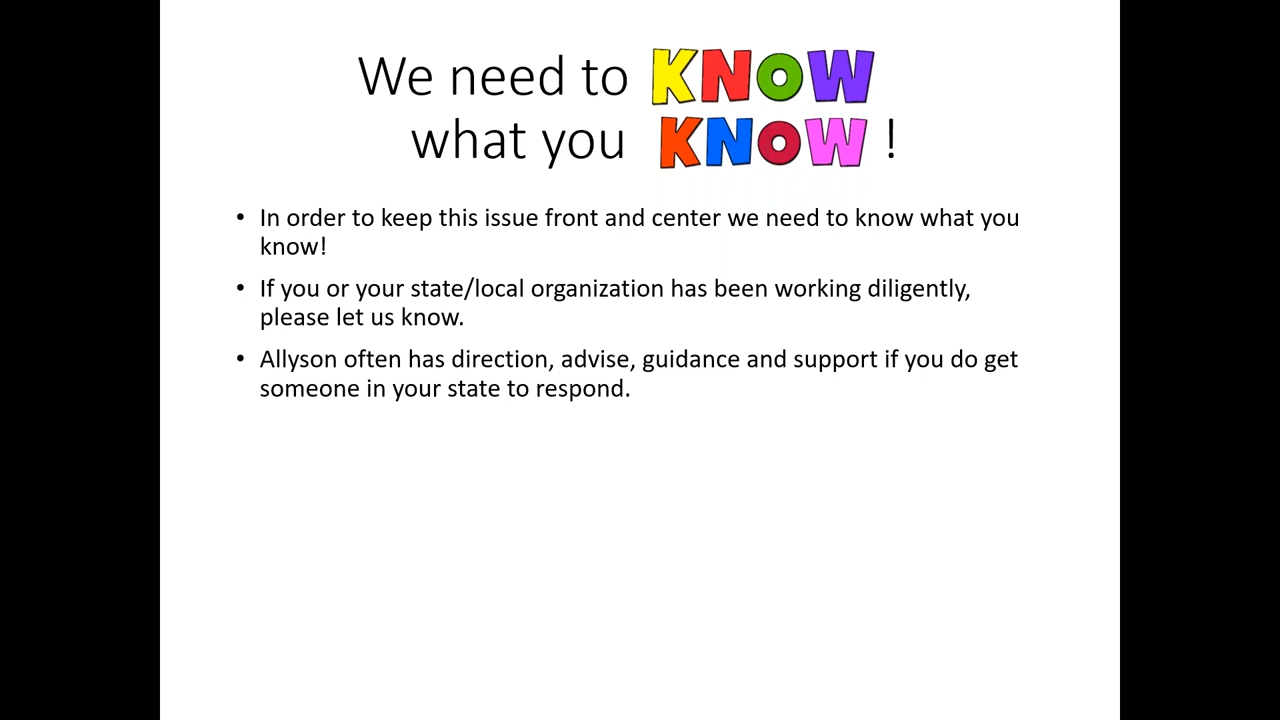 We need to KNOW
what you KNOW !
• In order to keep this issue front and center we need to know what you
know!
• If you or your state/local organization has been working diligently,
please let us know.
• Allyson often has direction, advise, guidance and support if you do get
someone in your state to respond.